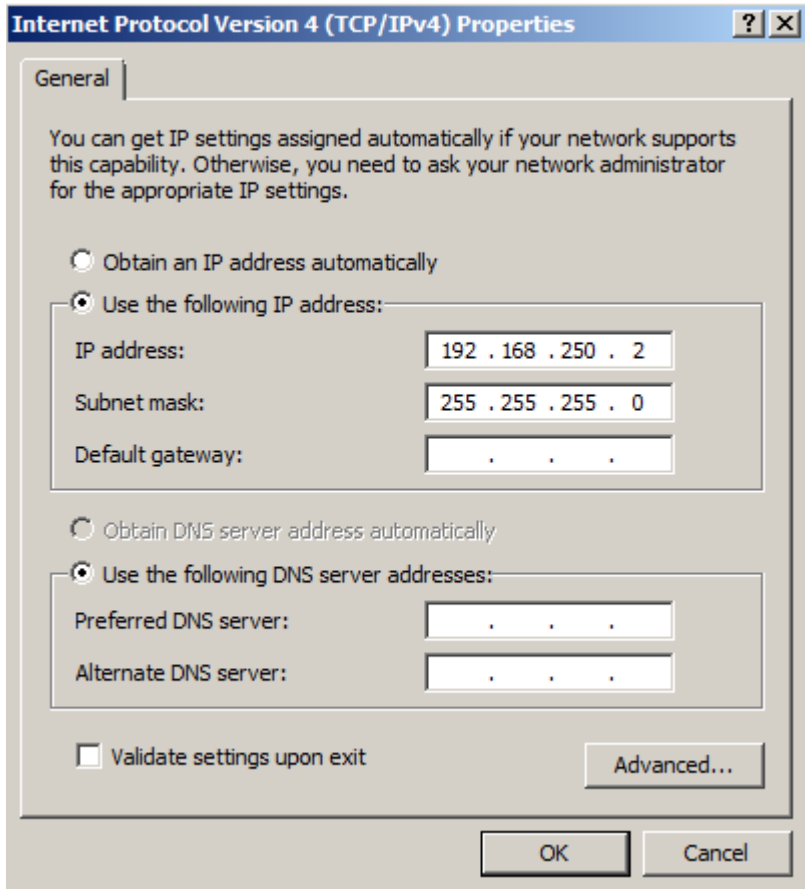 Internet Protocol Version 4 (TCP/IPv4) Properties
General
You can get IP settings assigned automatically if your network supports
this capability. Otherwise, you need to ask your network administrator
for the appropriate IP settings.
Obtain an IP address automatically
Use the following IP address:
IP address: 192 . 168 . 250 . 2
Subnet mask: 255 . 255 . 255 . 0
Default gateway: . . .
Obtain DNS server address automatically
Use the following DNS server addresses:
Preferred DNS server: . . .
Alternate DNS server: . . .
Validate settings upon exit
Advanced...
OK Cancel